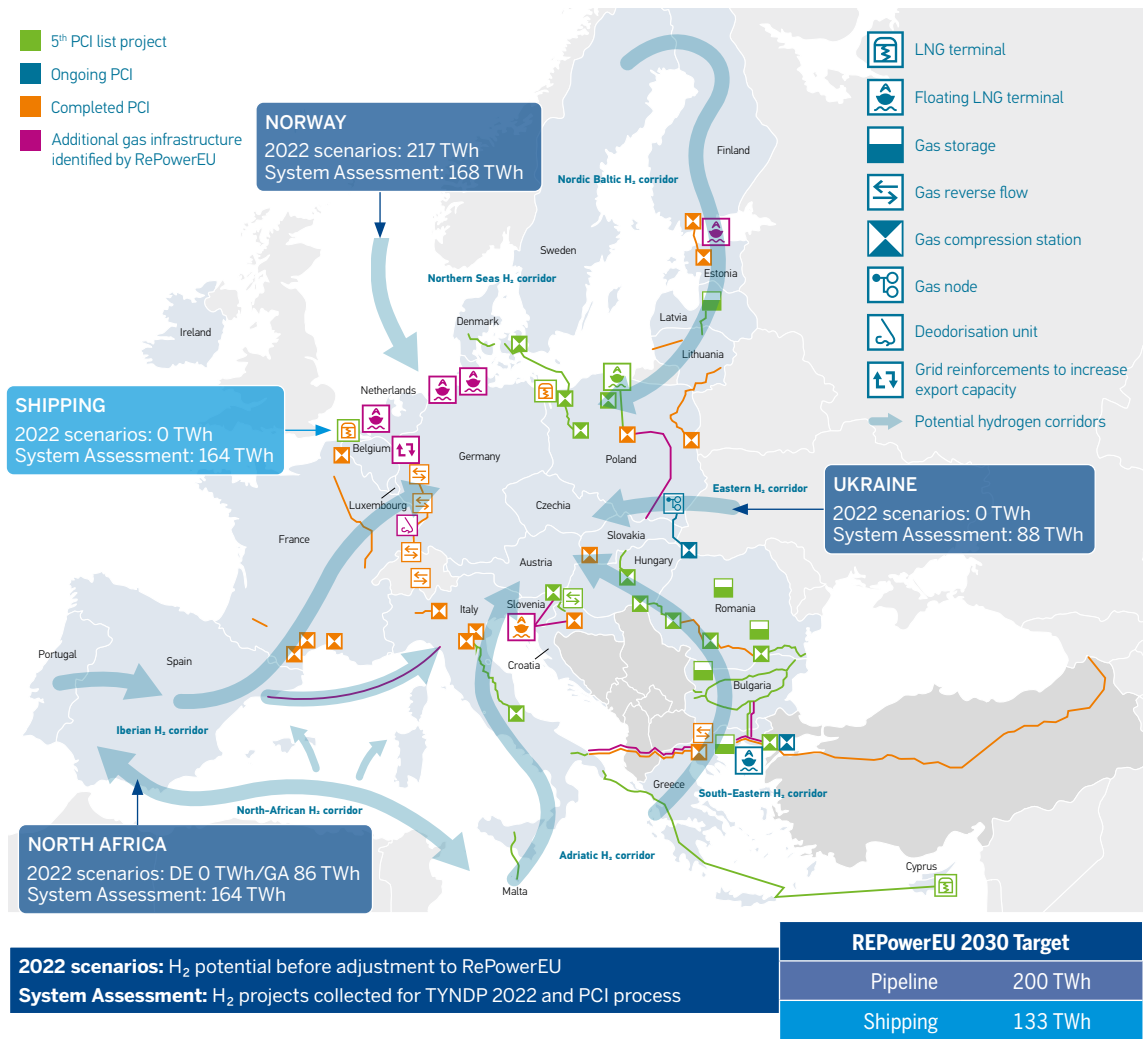 5th PCI list project
Ongoing PCI
Completed PCI
Additional gas infrastructure
identified by RePowerEU
LNG terminal
Floating LNG terminal
Gas storage
Gas reverse flow
Gas compression station
Gas node
Deodorisation unit
Grid reinforcements to increase
export capacity
Potential hydrogen corridors
NORWAY
2022 scenarios: 217 TWh
System Assessment: 168 TWh
Finland
Nordic Baltic H₂ corridor
Sweden
Northern Seas H₂ corridor
Estonia
Denmark
Latvia
Ireland
Lithuania
Netherlands
SHIPPING
2022 scenarios: 0 TWh
System Assessment: 164 TWh
Belgium
Germany
Poland
Luxembourg
Czechia
Eastern H₂ corridor
UKRAINE
2022 scenarios: 0 TWh
System Assessment: 88 TWh
France
Slovakia
Austria
Hungary
Slovenia
Italy
Romania
Croatia
Portugal
Spain
Bulgaria
Iberian H₂ corridor
Greece
South-Eastern H₂ corridor
North-African H₂ corridor
NORTH AFRICA
2022 scenarios: DE 0 TWh/GA 86 TWh
System Assessment: 164 TWh
Adriatic H₂ corridor
Malta
Cyprus
2022 scenarios: H₂ potential before adjustment to RePowerEU
System Assessment: H₂ projects collected for TYNDP 2022 and PCI process
REPowerEU 2030 Target
Pipeline 200 TWh
Shipping 133 TWh